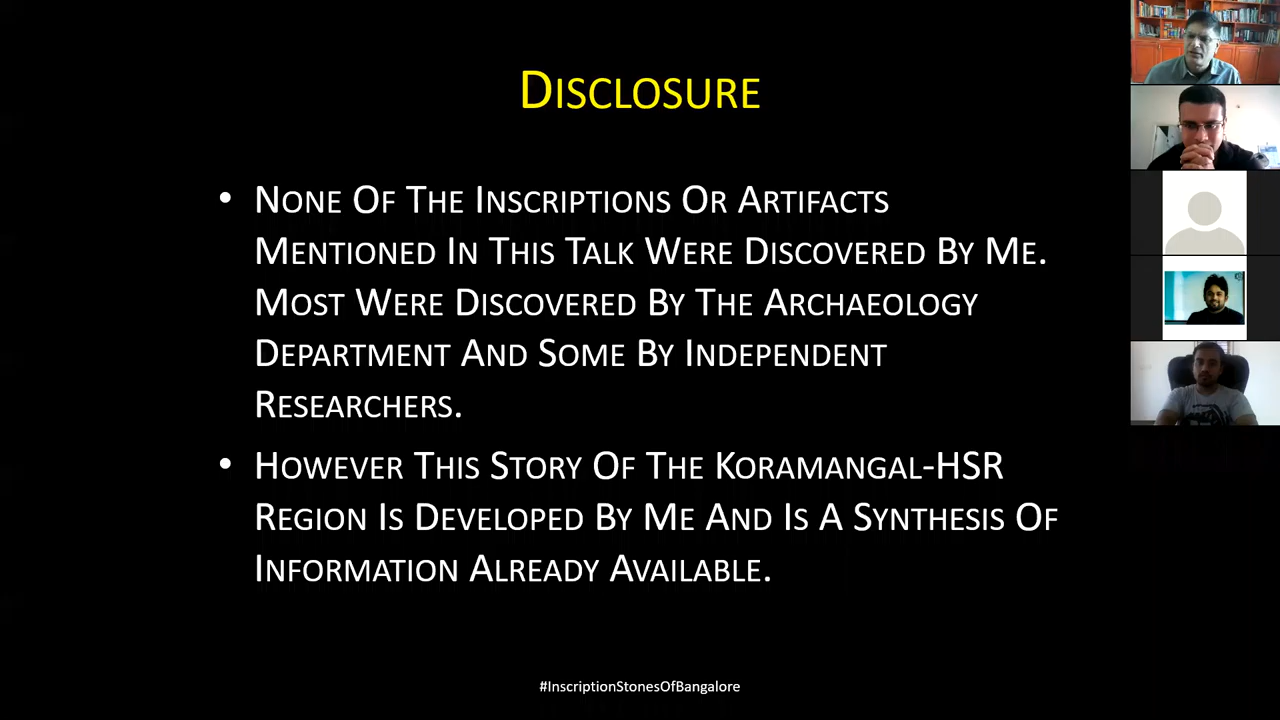 DISCLOSURE
• NONE OF THE INSCRIPTIONS OR ARTIFACTS
MENTIONED IN THIS TALK WERE DISCOVERED BY ME.
MOST WERE DISCOVERED BY THE ARCHAEOLOGY
DEPARTMENT AND SOME BY INDEPENDENT
RESEARCHERS.
• HOWEVER THIS STORY OF THE KORAMANGAL-HSR
REGION IS DEVELOPED BY ME AND IS A SYNTHESIS OF
INFORMATION ALREADY AVAILABLE.
#InscriptionStonesOfBangalore